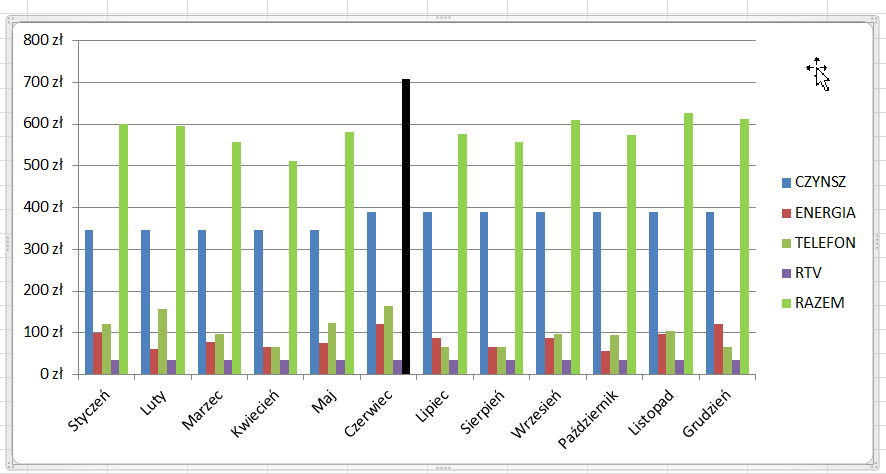 800 zł
700 zł
600 zł
500 zł
400 zł
300 zł
200 zł
100 zł
0 zł
Styczeń
Luty
Marzec
Kwiecień
Maj
Czerwiec
Lipiec
Sierpień
Wrzesień
Październik
Listopad
Grudzień
CZYNSZ
ENERGIA
TELEFON
RTV
RAZEM